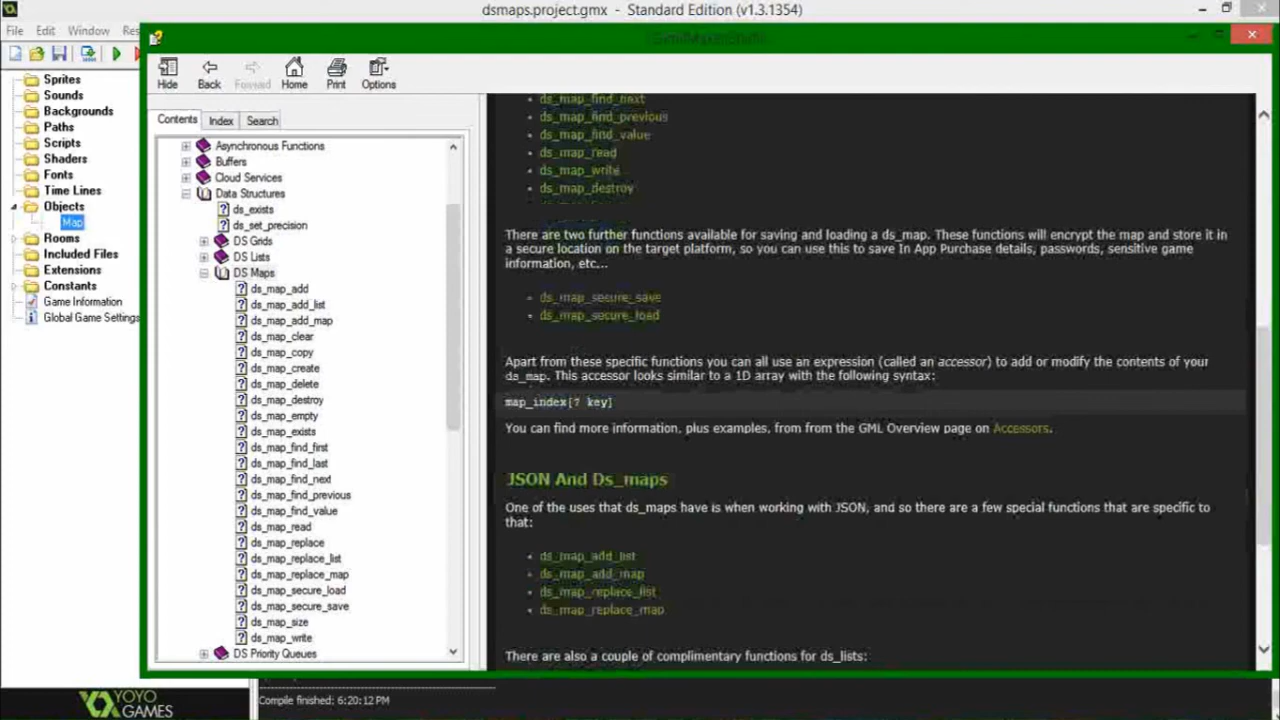 dsmaps.project.gmx - Standard Edition (v1.3.1354)
File Edit Window Res
Hide Back Forward Home Print Options
Sprites
Sounds
Backgrounds
Paths
Scripts
Shaders
Fonts
Time Lines
Objects
Map
Rooms
Included Files
Extensions
Constants
Game Information
Global Game Settings
Contents Index Search
Asynchronous Functions
Buffers
Cloud Services
Data Structures
ds_exists
ds_set_precision
DS Grids
DS Lists
DS Maps
ds_map_add
ds_map_add_list
ds_map_add_map
ds_map_clear
ds_map_copy
ds_map_create
ds_map_delete
ds_map_destroy
ds_map_empty
ds_map_exists
ds_map_find_first
ds_map_find_last
ds_map_find_next
ds_map_find_previous
ds_map_find_value
ds_map_read
ds_map_replace
ds_map_replace_list
ds_map_replace_map
ds_map_secure_load
ds_map_secure_save
ds_map_size
ds_map_write
DS Priority Queues
ds_map_find_next
ds_map_find_previous
ds_map_find_value
ds_map_read
ds_map_write
ds_map_destroy
There are two further functions available for saving and loading a ds_map. These functions will encrypt the map and store it in
a secure location on the target platform, so you can use this to save In App Purchase details, passwords, sensitive game
information, etc...
ds_map_secure_save
ds_map_secure_load
Apart from these specific functions you can all use an expression (called an accessor) to add or modify the contents of your
ds_map. This accessor looks similar to a 1D array with the following syntax:
map_index[? key]
You can find more information, plus examples, from from the GML Overview page on Accessors.
JSON And Ds_maps
One of the uses that ds_maps have is when working with JSON, and so there are a few special functions that are specific to
that:
ds_map_add_list
ds_map_add_map
ds_map_replace_list
ds_map_replace_map
There are also a couple of complimentary functions for ds_lists:
YOYO
GAMES
Compile finished: 6:20:12 PM